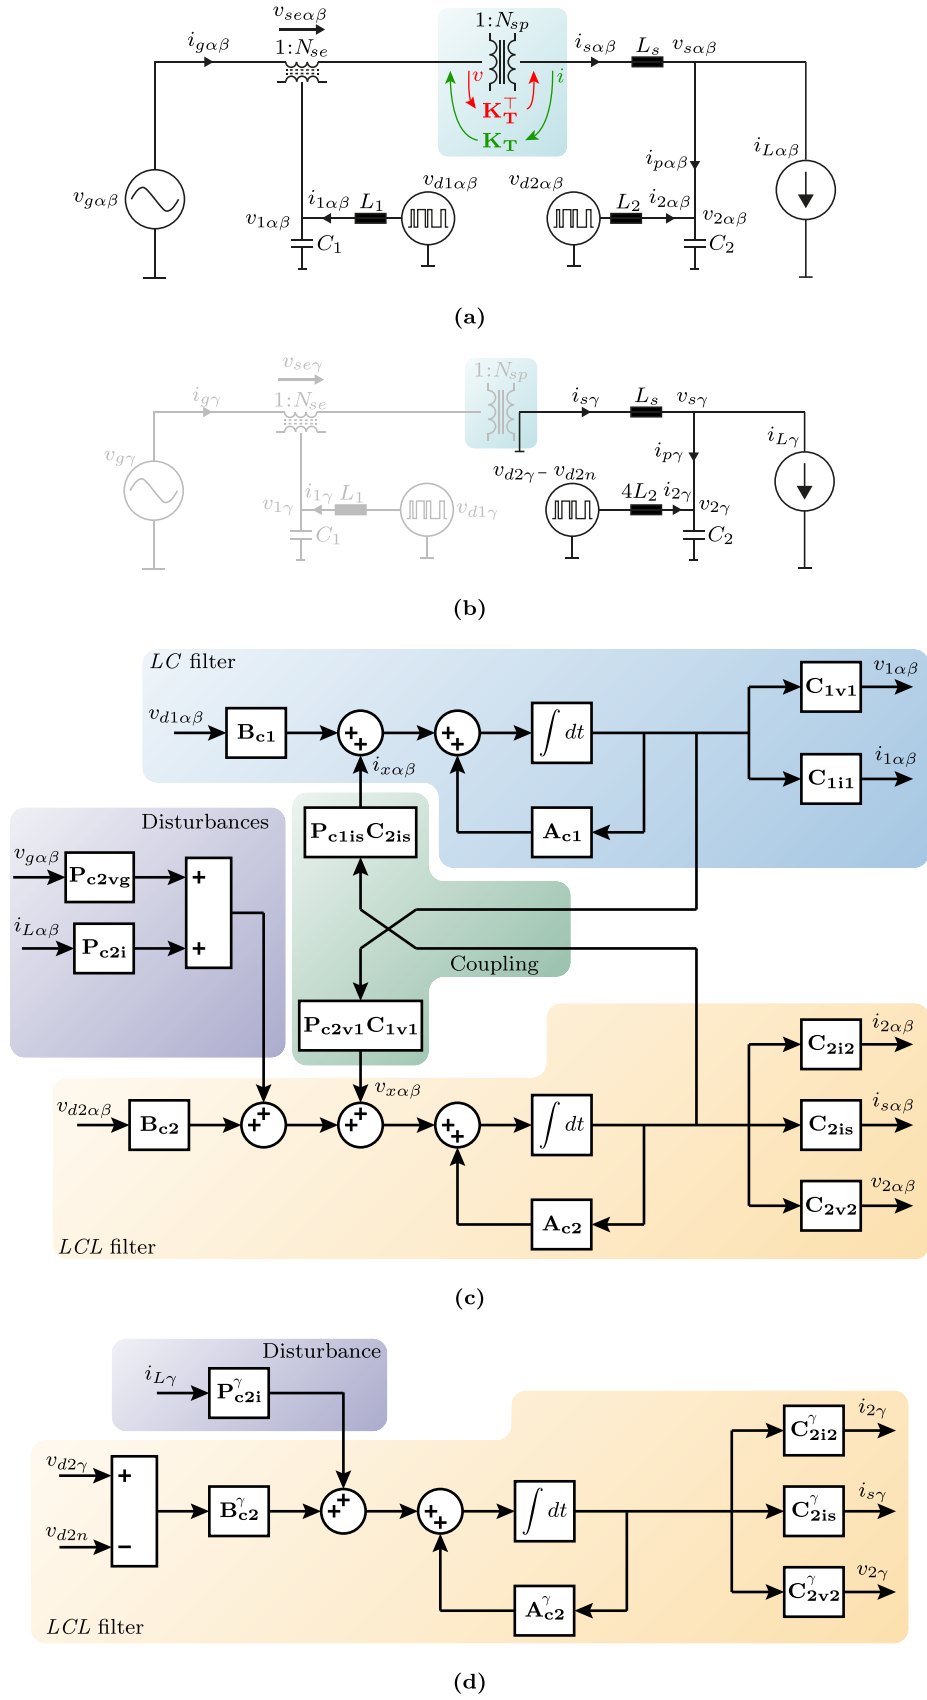 v_{seαβ}
1:N_{sp}
i_{gαβ}
1:N_{se}
i_{sαβ}
L_s
v_{sαβ}
v
i
K_T^⊤
K_T
i_{pαβ}
i_{Lαβ}
v_{gαβ}
v_{1αβ}
i_{1αβ}
L_1
v_{d1αβ}
v_{d2αβ}
L_2
i_{2αβ}
v_{2αβ}
C_1
C_2
(a)
v_{seγ}
1:N_{sp}
i_{gγ}
1:N_{se}
i_{sγ}
L_s
v_{sγ}
i_{Lγ}
v_{gγ}
i_{pγ}
v_{d2γ} − v_{d2n}
v_{1γ}
i_{1γ}
L_1
v_{d1γ}
4L_2
i_{2γ}
v_{2γ}
C_1
C_2
(b)
LC filter
v_{1αβ}
v_{d1αβ}
B_{c1}
+
+
+
+
∫ dt
C_{1v1}
i_{xαβ}
i_{1αβ}
C_{1i1}
Disturbances
P_{c1is}C_{2is}
A_{c1}
v_{gαβ}
P_{c2vg}
+
i_{Lαβ}
P_{c2i}
+
Coupling
P_{c2v1}C_{1v1}
i_{2αβ}
C_{2i2}
v_{xαβ}
v_{d2αβ}
B_{c2}
+
+
+
+
+
+
∫ dt
i_{sαβ}
C_{2is}
v_{2αβ}
C_{2v2}
A_{c2}
LCL filter
(c)
Disturbance
i_{Lγ}
P_{c2i}^γ
i_{2γ}
C_{2i2}^γ
v_{d2γ}
+
v_{d2n}
−
B_{c2}^γ
+
+
+
+
∫ dt
i_{sγ}
C_{2is}^γ
v_{2γ}
C_{2v2}^γ
A_{c2}^γ
LCL filter
(d)